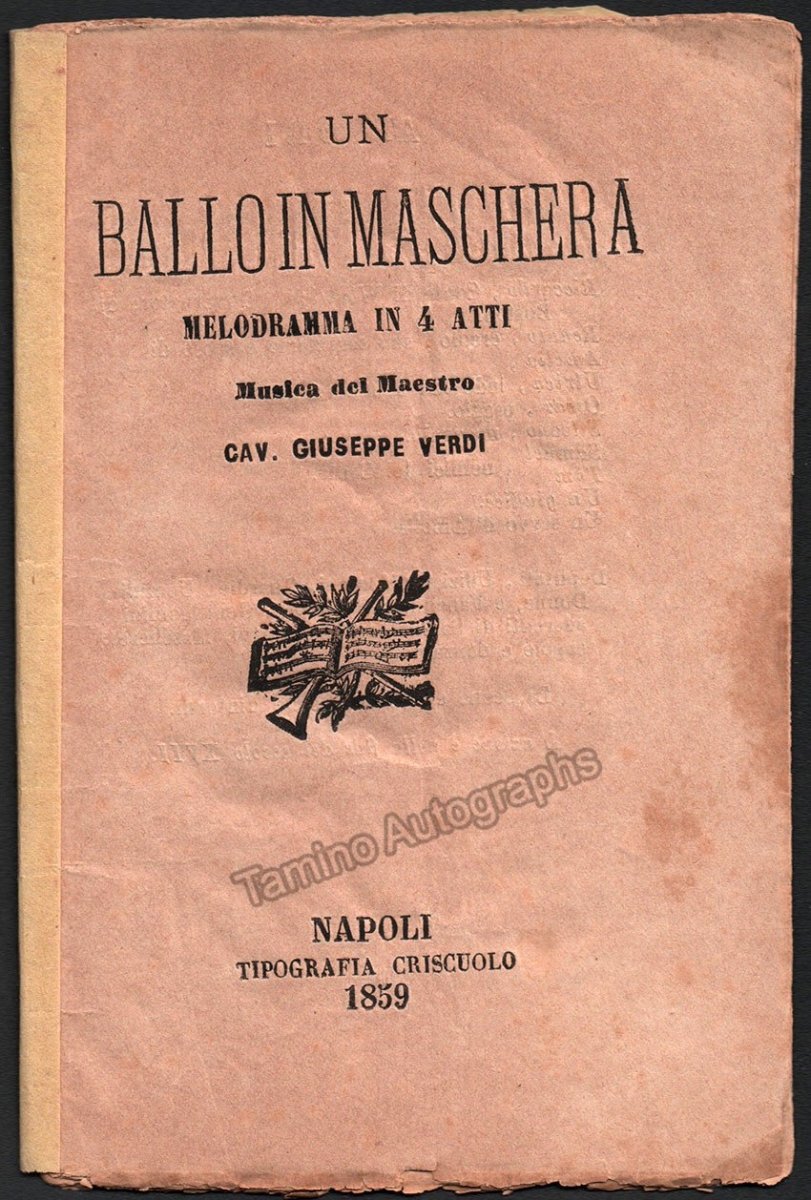 UN
BALLO IN MASCHERA
MELODRAMMA IN 4 ATTI
Musica del Maestro
CAV. GIUSEPPE VERDI
Tamino Autographs
NAPOLI
TIPOGRAFIA CRISCUOLO
1859